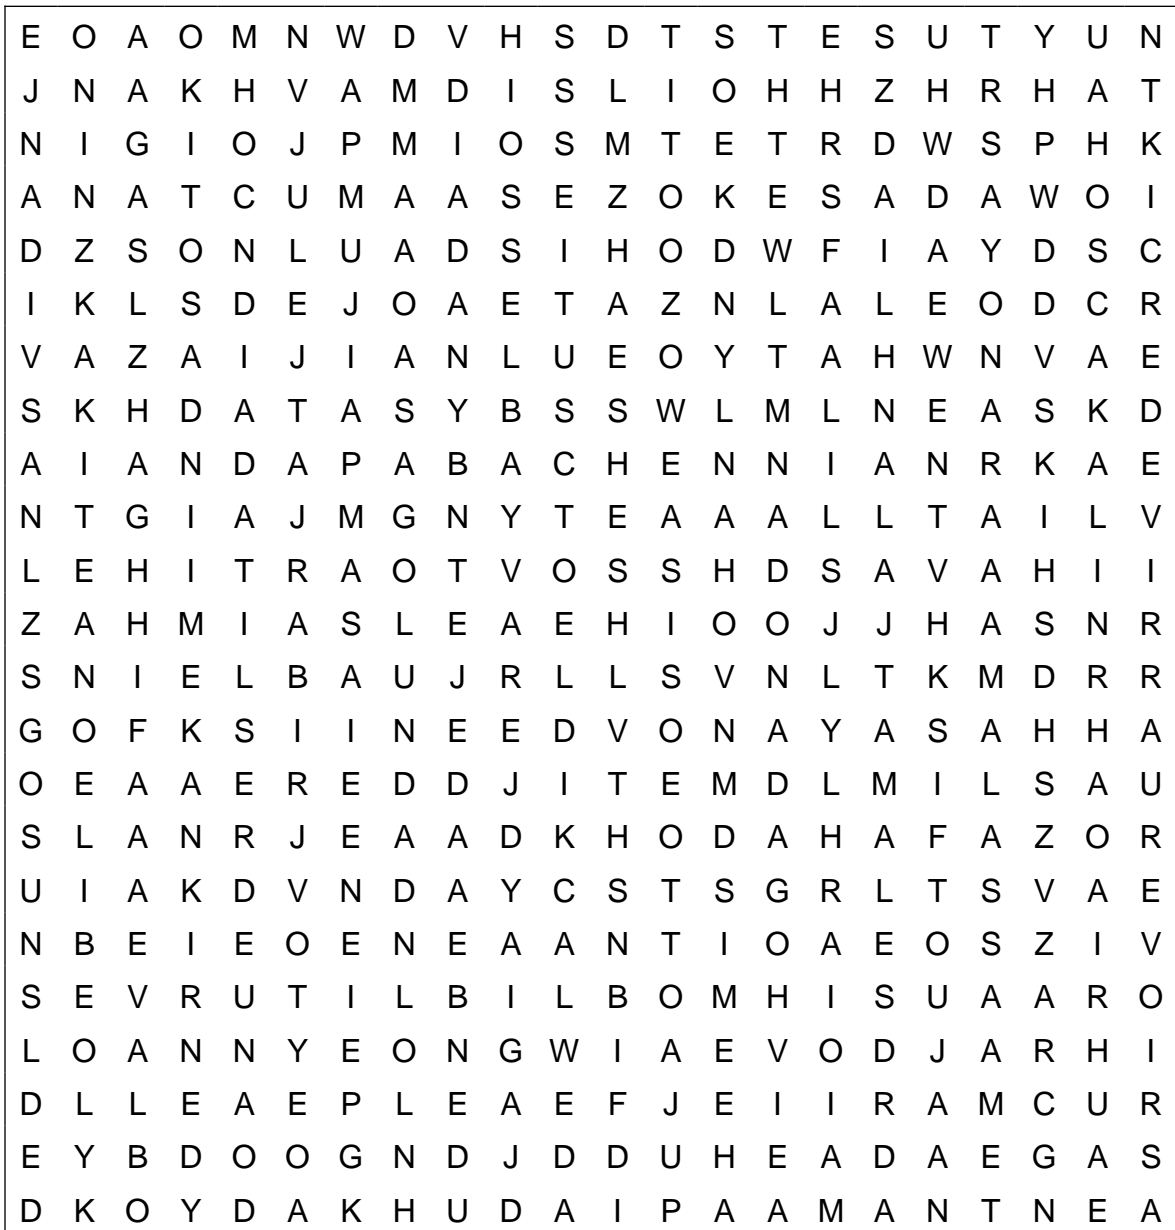 E O A O M N W D V H S D T S T E S U T Y U N
J N A K H V A M D I S L I O H H Z H R H A T
N I G I O J P M I O S M T E T R D W S P H K
A N A T C U M A A S E Z O K E S A D A W O I
D Z S O N L U A D S I H O D W F I A Y D S C
I K L S D E J O A E T A Z N L A L E O D C R
V A Z A I J I A N L U E O Y T A H W N V A E
S K H D A T A S Y B S S W L M L N E A S K D
A I A N D A P A B A C H E N N I A N R K A E
N T G I A J M G N Y T E A A A L L T A I L V
L E H I T R A O T V O S S H D S A V A H I I
Z A H M I A S L E A E H I O O J J H A S N R
S N I E L B A U J R L L S V N L T K M D R R
G O F K S I I N E E D V O N A Y A S A H H A
O E A A E R E D D J I T E M D L M I L S A U
S L A N R J E A A D K H O D A H A F A Z O R
U I A K D V N D A Y C S T S G R L T S V A E
N B E I E O E N E A A N T I O A E O S Z I V
S E V R U T I L B I L B O M H I S U A A R O
L O A N N Y E O N G W I A E V O D J A R H I
D L L E A E P L E A E F J E I I R A M C U R
E Y B D O O G N D J D D U H E A D A E G A S
D K O Y D A K H U D A I P A A M A N T N E A